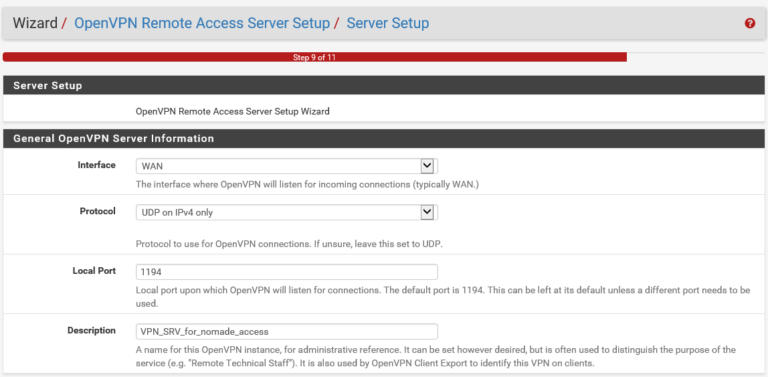 Wizard / OpenVPN Remote Access Server Setup / Server Setup
?
Step 9 of 11
Server Setup
OpenVPN Remote Access Server Setup Wizard
General OpenVPN Server Information
Interface
WAN
The interface where OpenVPN will listen for incoming connections (typically WAN.)
Protocol
UDP on IPv4 only
Protocol to use for OpenVPN connections. If unsure, leave this set to UDP.
Local Port
1194
Local port upon which OpenVPN will listen for connections. The default port is 1194. This can be left at its default unless a different port needs to be
used.
Description
VPN_SRV_for_nomade_access
A name for this OpenVPN instance, for administrative reference. It can be set however desired, but is often used to distinguish the purpose of the
service (e.g. "Remote Technical Staff"). It is also used by OpenVPN Client Export to identify this VPN on clients.